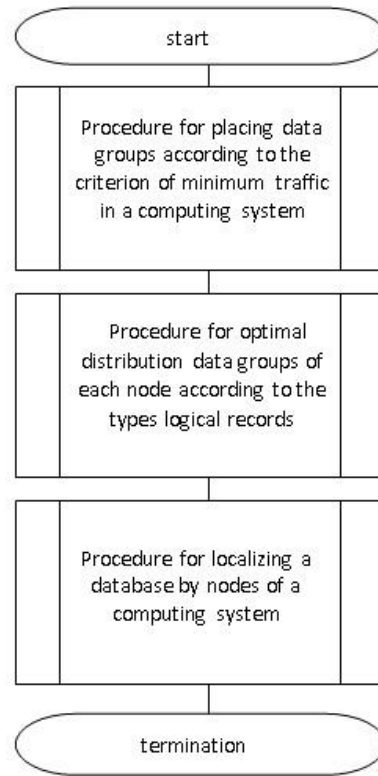 start
Procedure for placing data
groups according to the
criterion of minimum traffic
in a computing system
Procedure for optimal
distribution data groups of
each node according to the
types logical records
Procedure for localizing a
database by nodes of a
computing system
termination